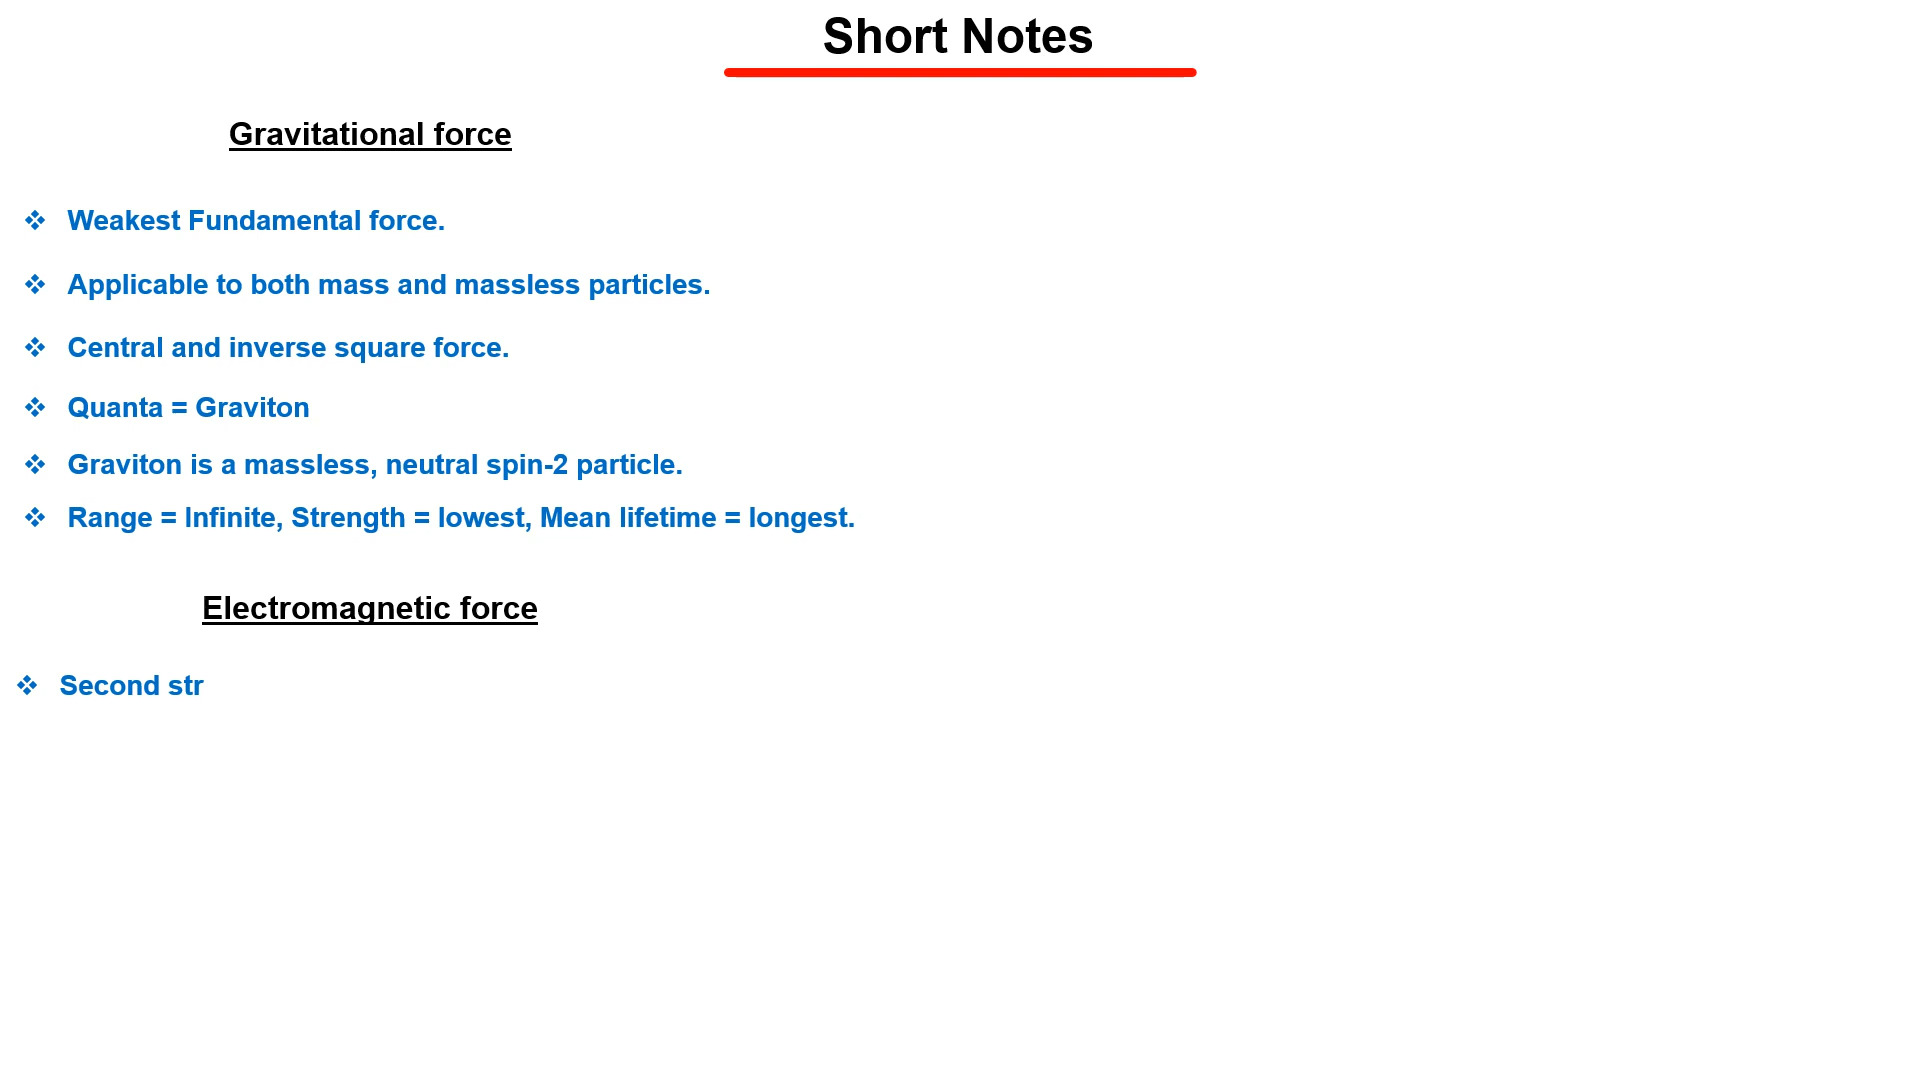 Short Notes
Gravitational force
❖ Weakest Fundamental force.
❖ Applicable to both mass and massless particles.
❖ Central and inverse square force.
❖ Quanta = Graviton
❖ Graviton is a massless, neutral spin-2 particle.
❖ Range = Infinite, Strength = lowest, Mean lifetime = longest.
Electromagnetic force
❖ Second str